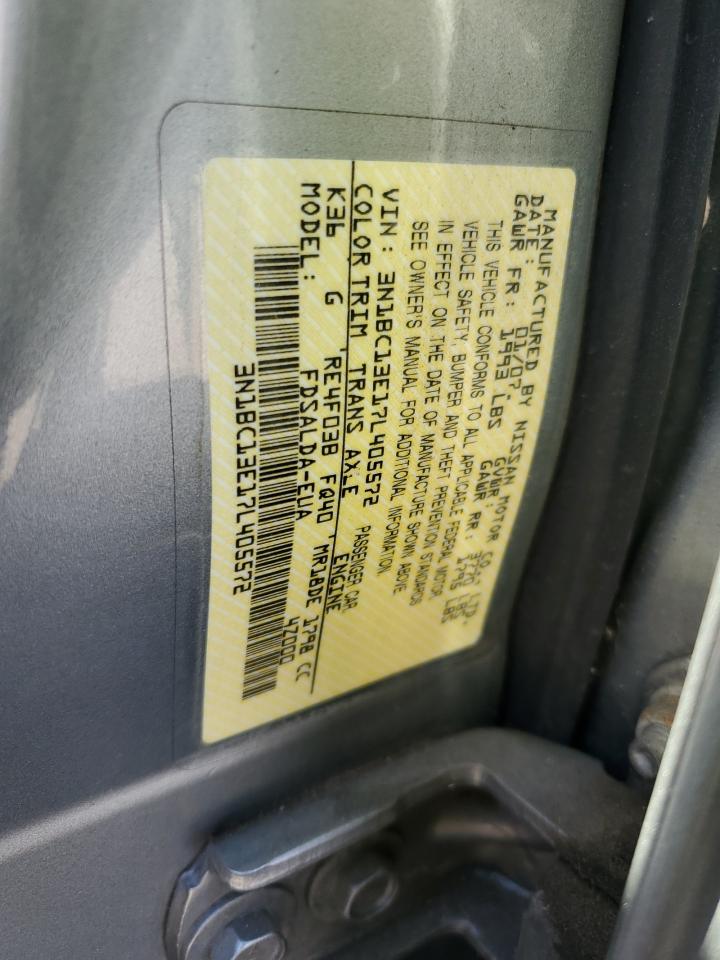 MANUFACTURED BY NISSAN MOTOR CO., LTD.
DATE: 01/07. GVWR: 3720 LBS
GAWR FR: 1993 LBS GAWR RR: 1795 LBS
THIS VEHICLE CONFORMS TO ALL APPLICABLE FEDERAL MOTOR
VEHICLE SAFETY, BUMPER AND THEFT PREVENTION STANDARDS
IN EFFECT ON THE DATE OF MANUFACTURE SHOWN ABOVE.
SEE OWNER'S MANUAL FOR ADDITIONAL INFORMATION.
VIN: 3N1BC13E17L405572 PASSENGER CAR
COLOR TRIM TRANS AXLE ENGINE
K36 G RE4F03B FQ40 MR18DE 1798 CC
MODEL: FDSALDA-EUA 4Z000
3N1BC13E17L405572